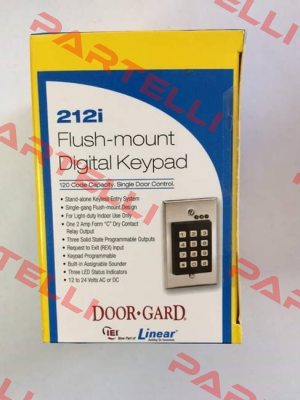 PARTELLI
212i
Flush-mount
Digital Keypad
120 Code Capacity. Single Door Control.
• Stand-alone Keyless Entry System
• Single-gang Flush-mount Design
• For Light-duty Indoor Use Only
• One 2 Amp Form "C" Dry Contact
Relay Output
• Three Solid State Programmable Outputs
• Request to Exit (REX) Input
• Keypad Programmable
• Built-in Assignable Sounder
• Three LED Status Indicators
• 12 to 24 Volts AC or DC
DOOR•GARD
IEI Now Part of Linear
PARTELLI